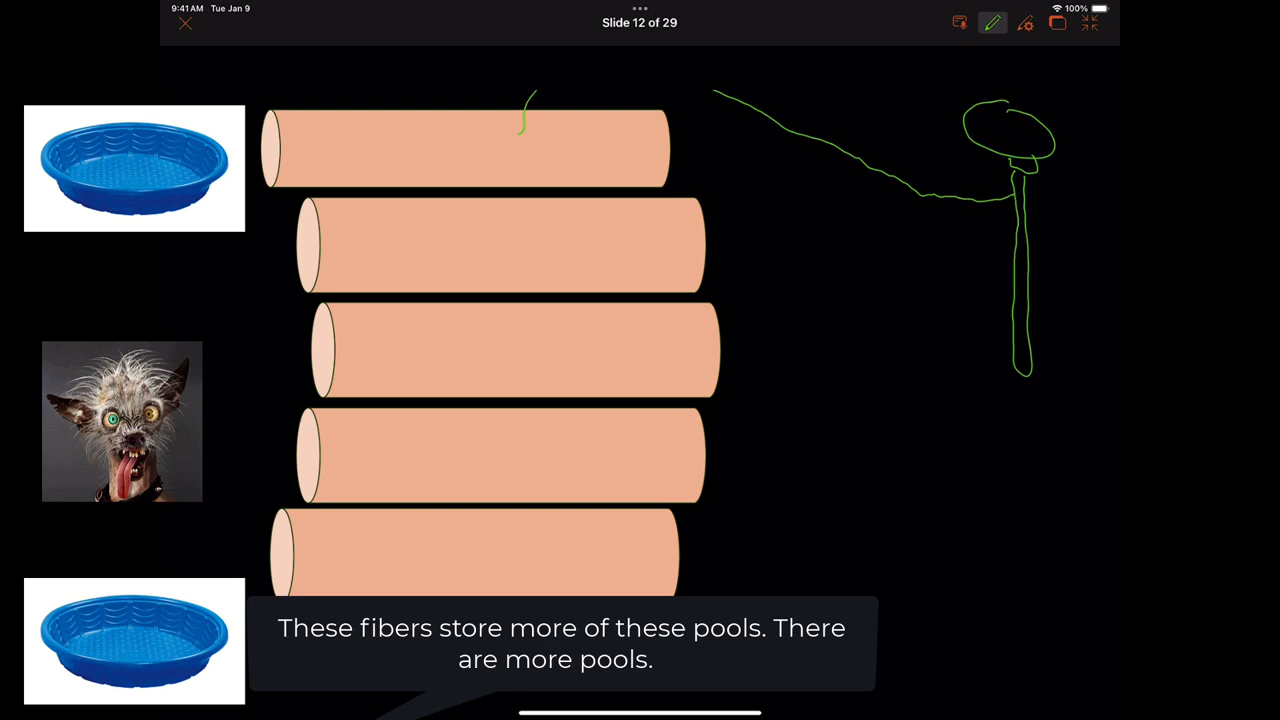 9:41 AM Tue Jan 9
100%
Slide 12 of 29
These fibers store more of these pools. There
are more pools.